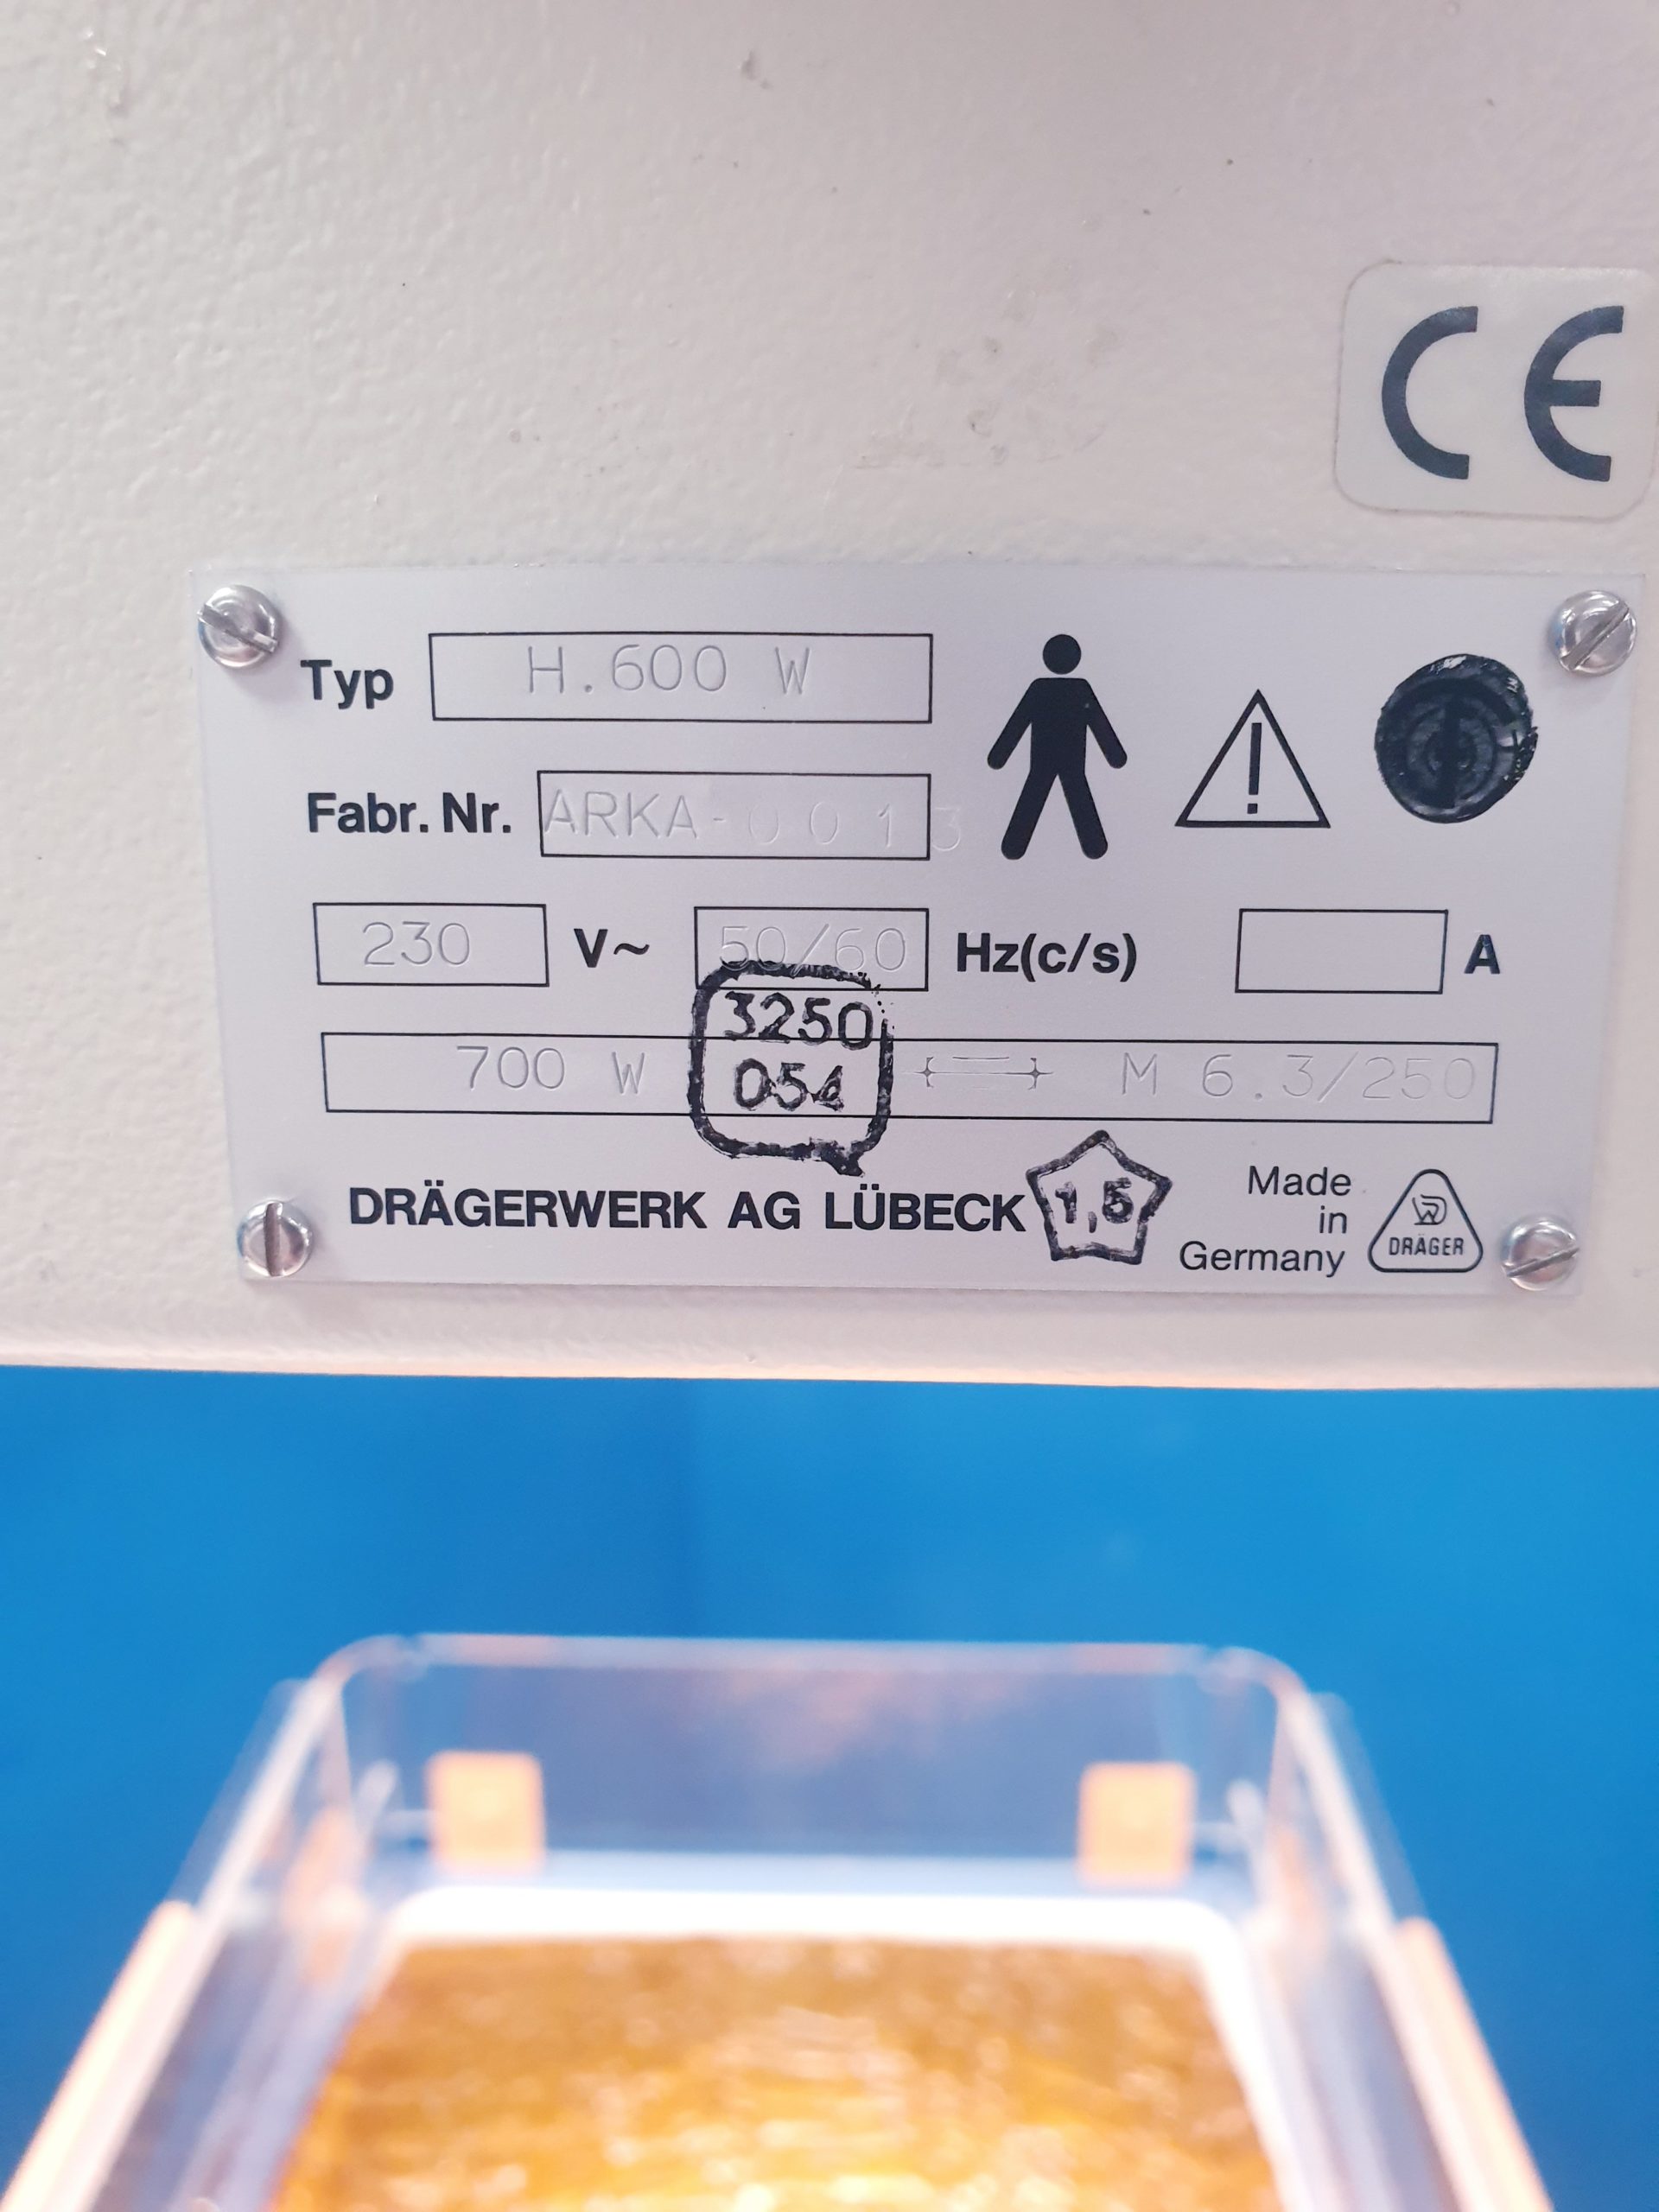 CE
Typ H.600 W
Fabr. Nr. ARKA-0013
230 V~ 50/60 Hz(c/s) A
3250
054
700 W M 6.3/250
DRÄGERWERK AG LÜBECK
1,5
Made
in
Germany
DRÄGER